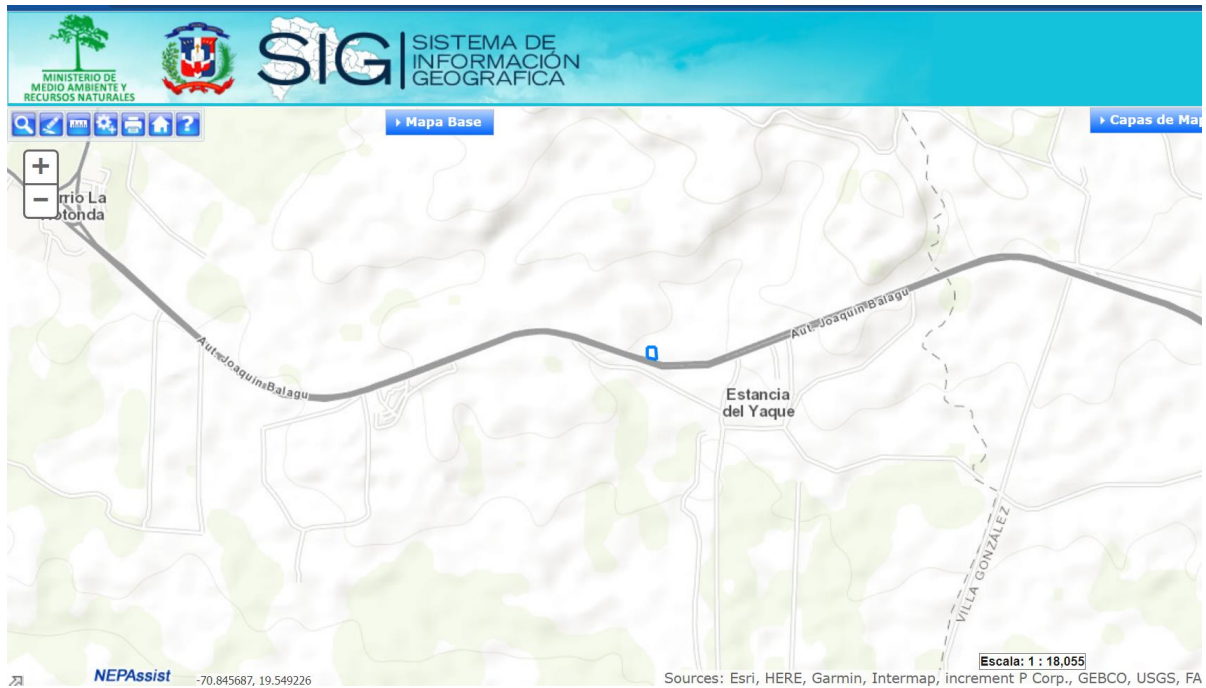 MINISTERIO DE
MEDIO AMBIENTE Y
RECURSOS NATURALES
SIG
SISTEMA DE
INFORMACIÓN
GEOGRAFICA
Mapa Base
Capas de Map
+
−
rrio La
otonda
Aut. Joaquin Balagu
Aut. Joaquin Balagu
Estancia
del Yaque
VILLA GONZÁLEZ
Escala: 1 : 18,055
NEPAssist
-70.845687, 19.549226
Sources: Esri, HERE, Garmin, Intermap, increment P Corp., GEBCO, USGS, FA